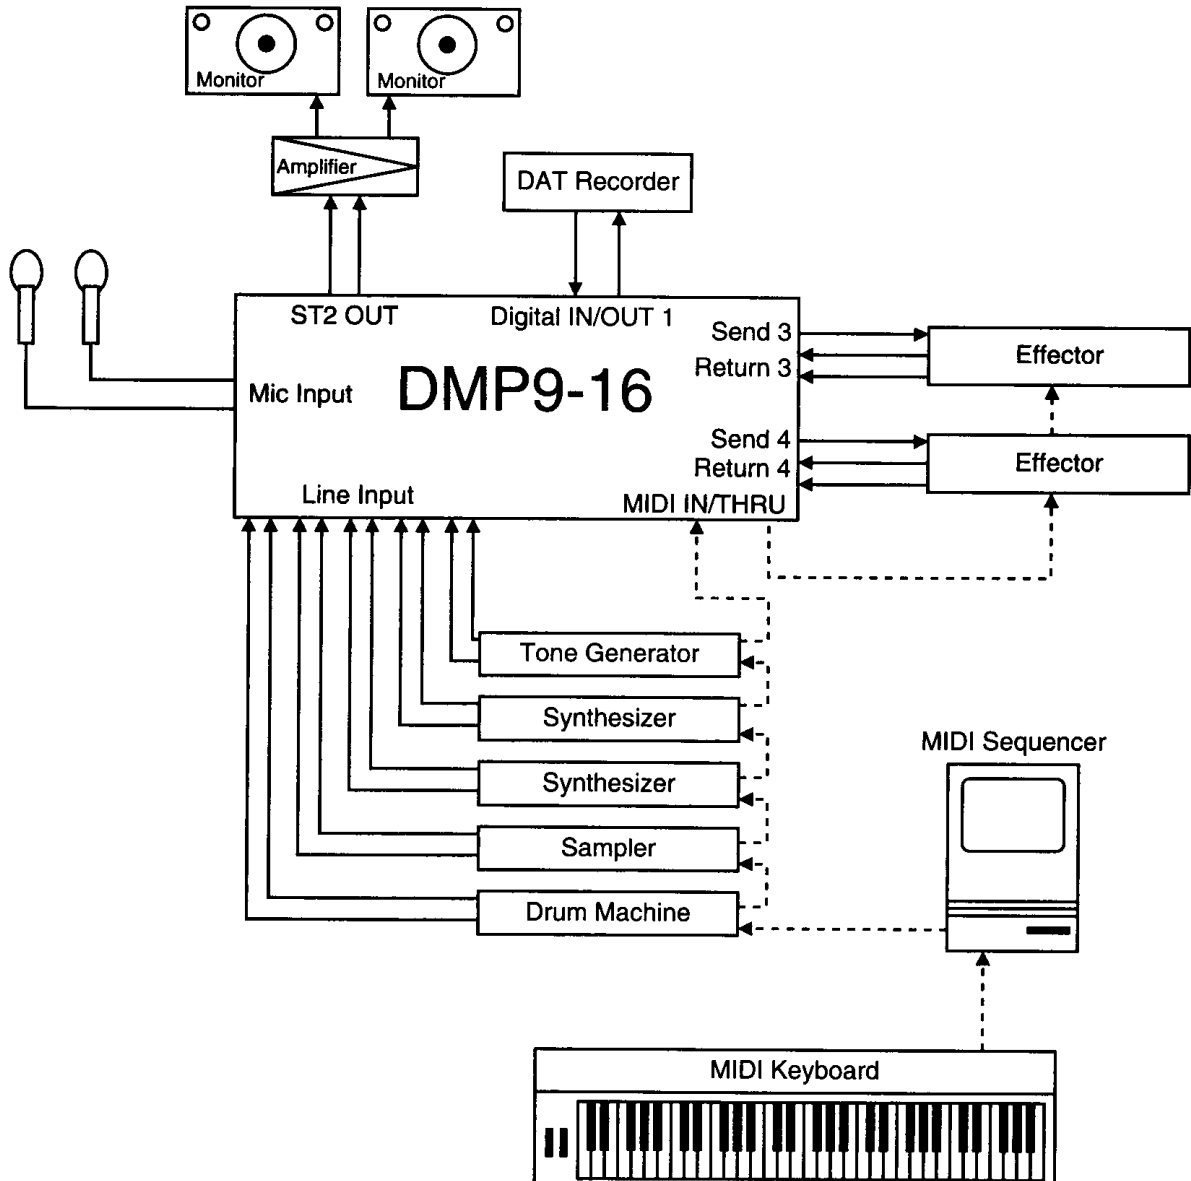 Monitor
Monitor
Amplifier
DAT Recorder
ST2 OUT
Digital IN/OUT 1
Send 3
Return 3
Effector
Mic Input
DMP9-16
Send 4
Return 4
Effector
Line Input
MIDI IN/THRU
Tone Generator
Synthesizer
Synthesizer
Sampler
Drum Machine
MIDI Sequencer
MIDI Keyboard